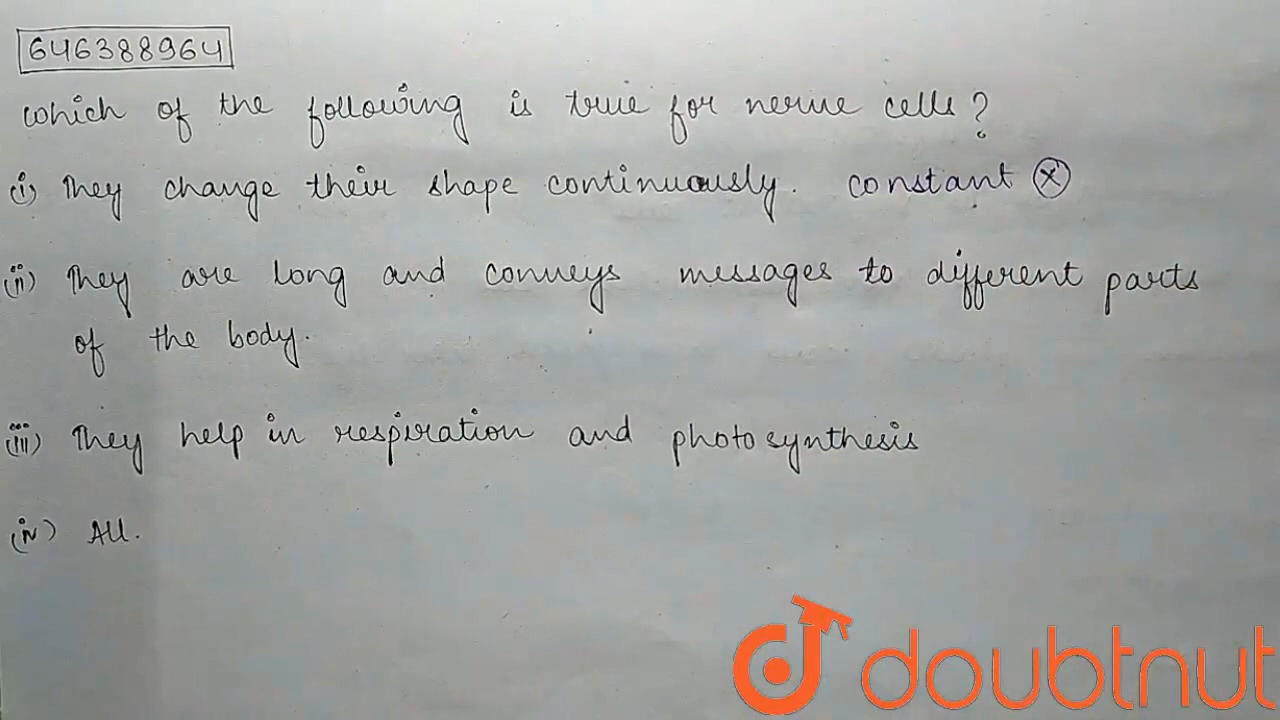 646388964
Which of the following is true for nerve cells?
(i) They change their shape continuously. constant ⓧ
(ii) They are long and conveys messages to different parts
of the body.
(iii) They help in respiration and photosynthesis
(iv) All.
doubtnut